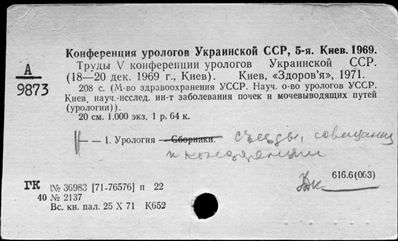 Конференция урологов Украинской ССР, 5-я. Киев. 1969.
А
9873
Труды V конференции урологов Украинской ССР.
(18—20 дек. 1969 г., Киев). Киев, «Здоров'я», 1971.
208 с. (М-во здравоохранения УССР. Науч. о-во урологов УССР.
Киев. науч.-исслед. ин-т заболевания почек и мочевыводящих путей
(урологии)).
20 см. 1.000 экз. 1 р. 64 к.
— 1. Урология — Сборники. съезды, совещания
и конференции
616.6(063)
ГК
№ 36983 [71-76576] п 22
40 № 2137
Вс. кн. пал. 25 X 71 К652